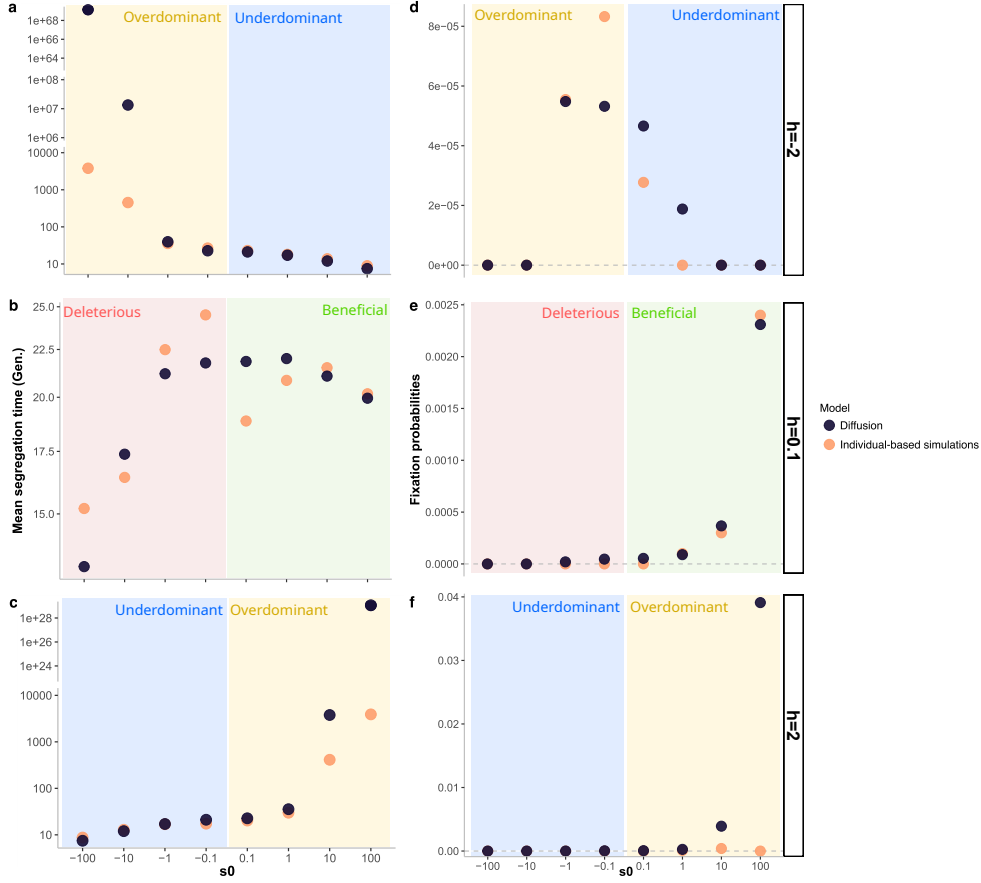 a
Overdominant
Underdominant
1e+68
1e+66
1e+64
1e+08
1e+07
1e+06
10000
1000
100
10
d
Overdominant
Underdominant
8e−05
6e−05
4e−05
2e−05
0e+00
h=-2
b
Deleterious
Beneficial
25.0
22.5
20.0
17.5
15.0
Mean segregation time (Gen.)
e
Deleterious
Beneficial
0.0025
0.0020
0.0015
0.0010
0.0005
0.0000
Fixation probabilities
h=0.1
Model
Diffusion
Individual-based simulations
c
Underdominant
Overdominant
1e+28
1e+26
1e+24
10000
1000
100
10
−100 −10 −1 −0.1 0.1 1 10 100
s0
f
Underdominant
Overdominant
0.04
0.03
0.02
0.01
0.00
−100 −10 −1 −0.1 0.1 1 10 100
s0
h=2